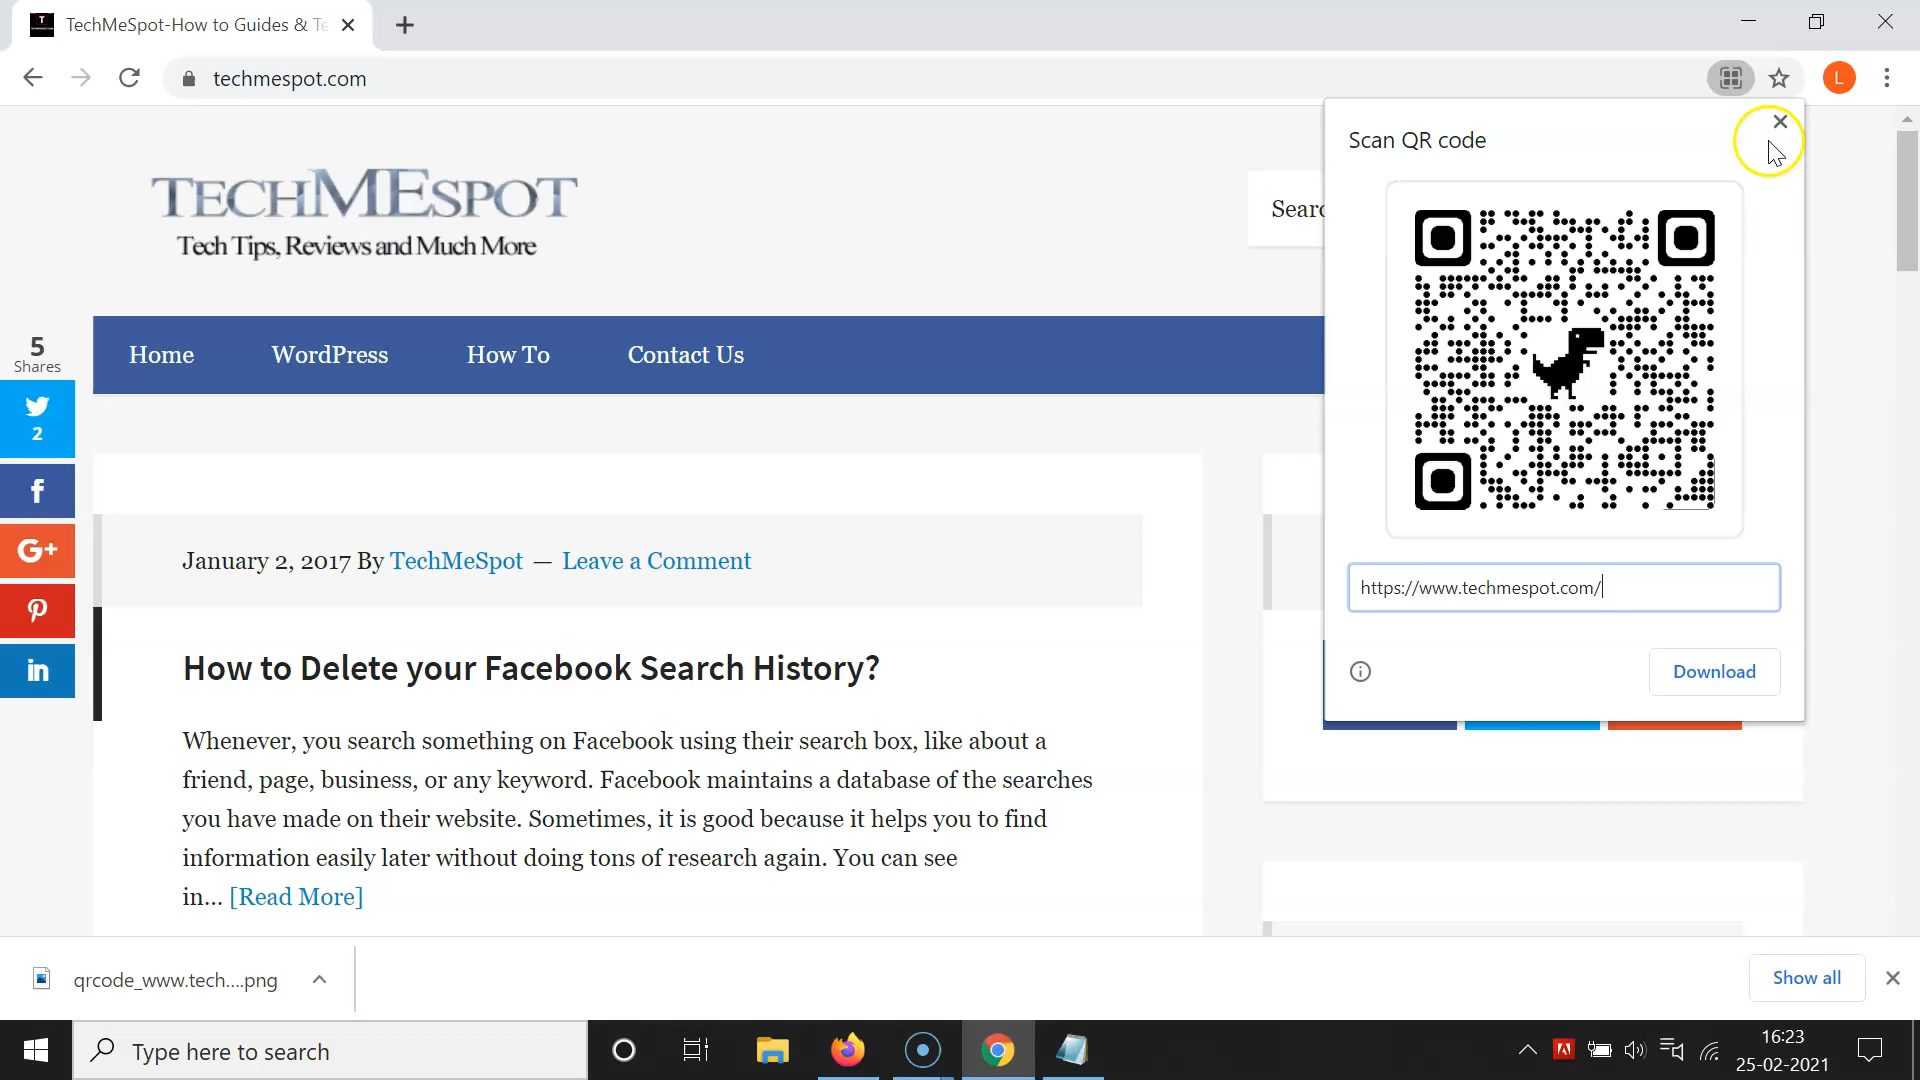 TechMeSpot-How to Guides & Te
techmespot.com
L
Scan QR code
TECHMESPOT
Tech Tips, Reviews and Much More
Searc
Home
WordPress
How To
Contact Us
5
Shares
2
f
G+
in
January 2, 2017 By TechMeSpot — Leave a Comment
How to Delete your Facebook Search History?
Whenever, you search something on Facebook using their search box, like about a
friend, page, business, or any keyword. Facebook maintains a database of the searches
you have made on their website. Sometimes, it is good because it helps you to find
information easily later without doing tons of research again. You can see
in... [Read More]
https://www.techmespot.com/
Download
qrcode_www.tech....png
Show all
Type here to search
16:23
25-02-2021